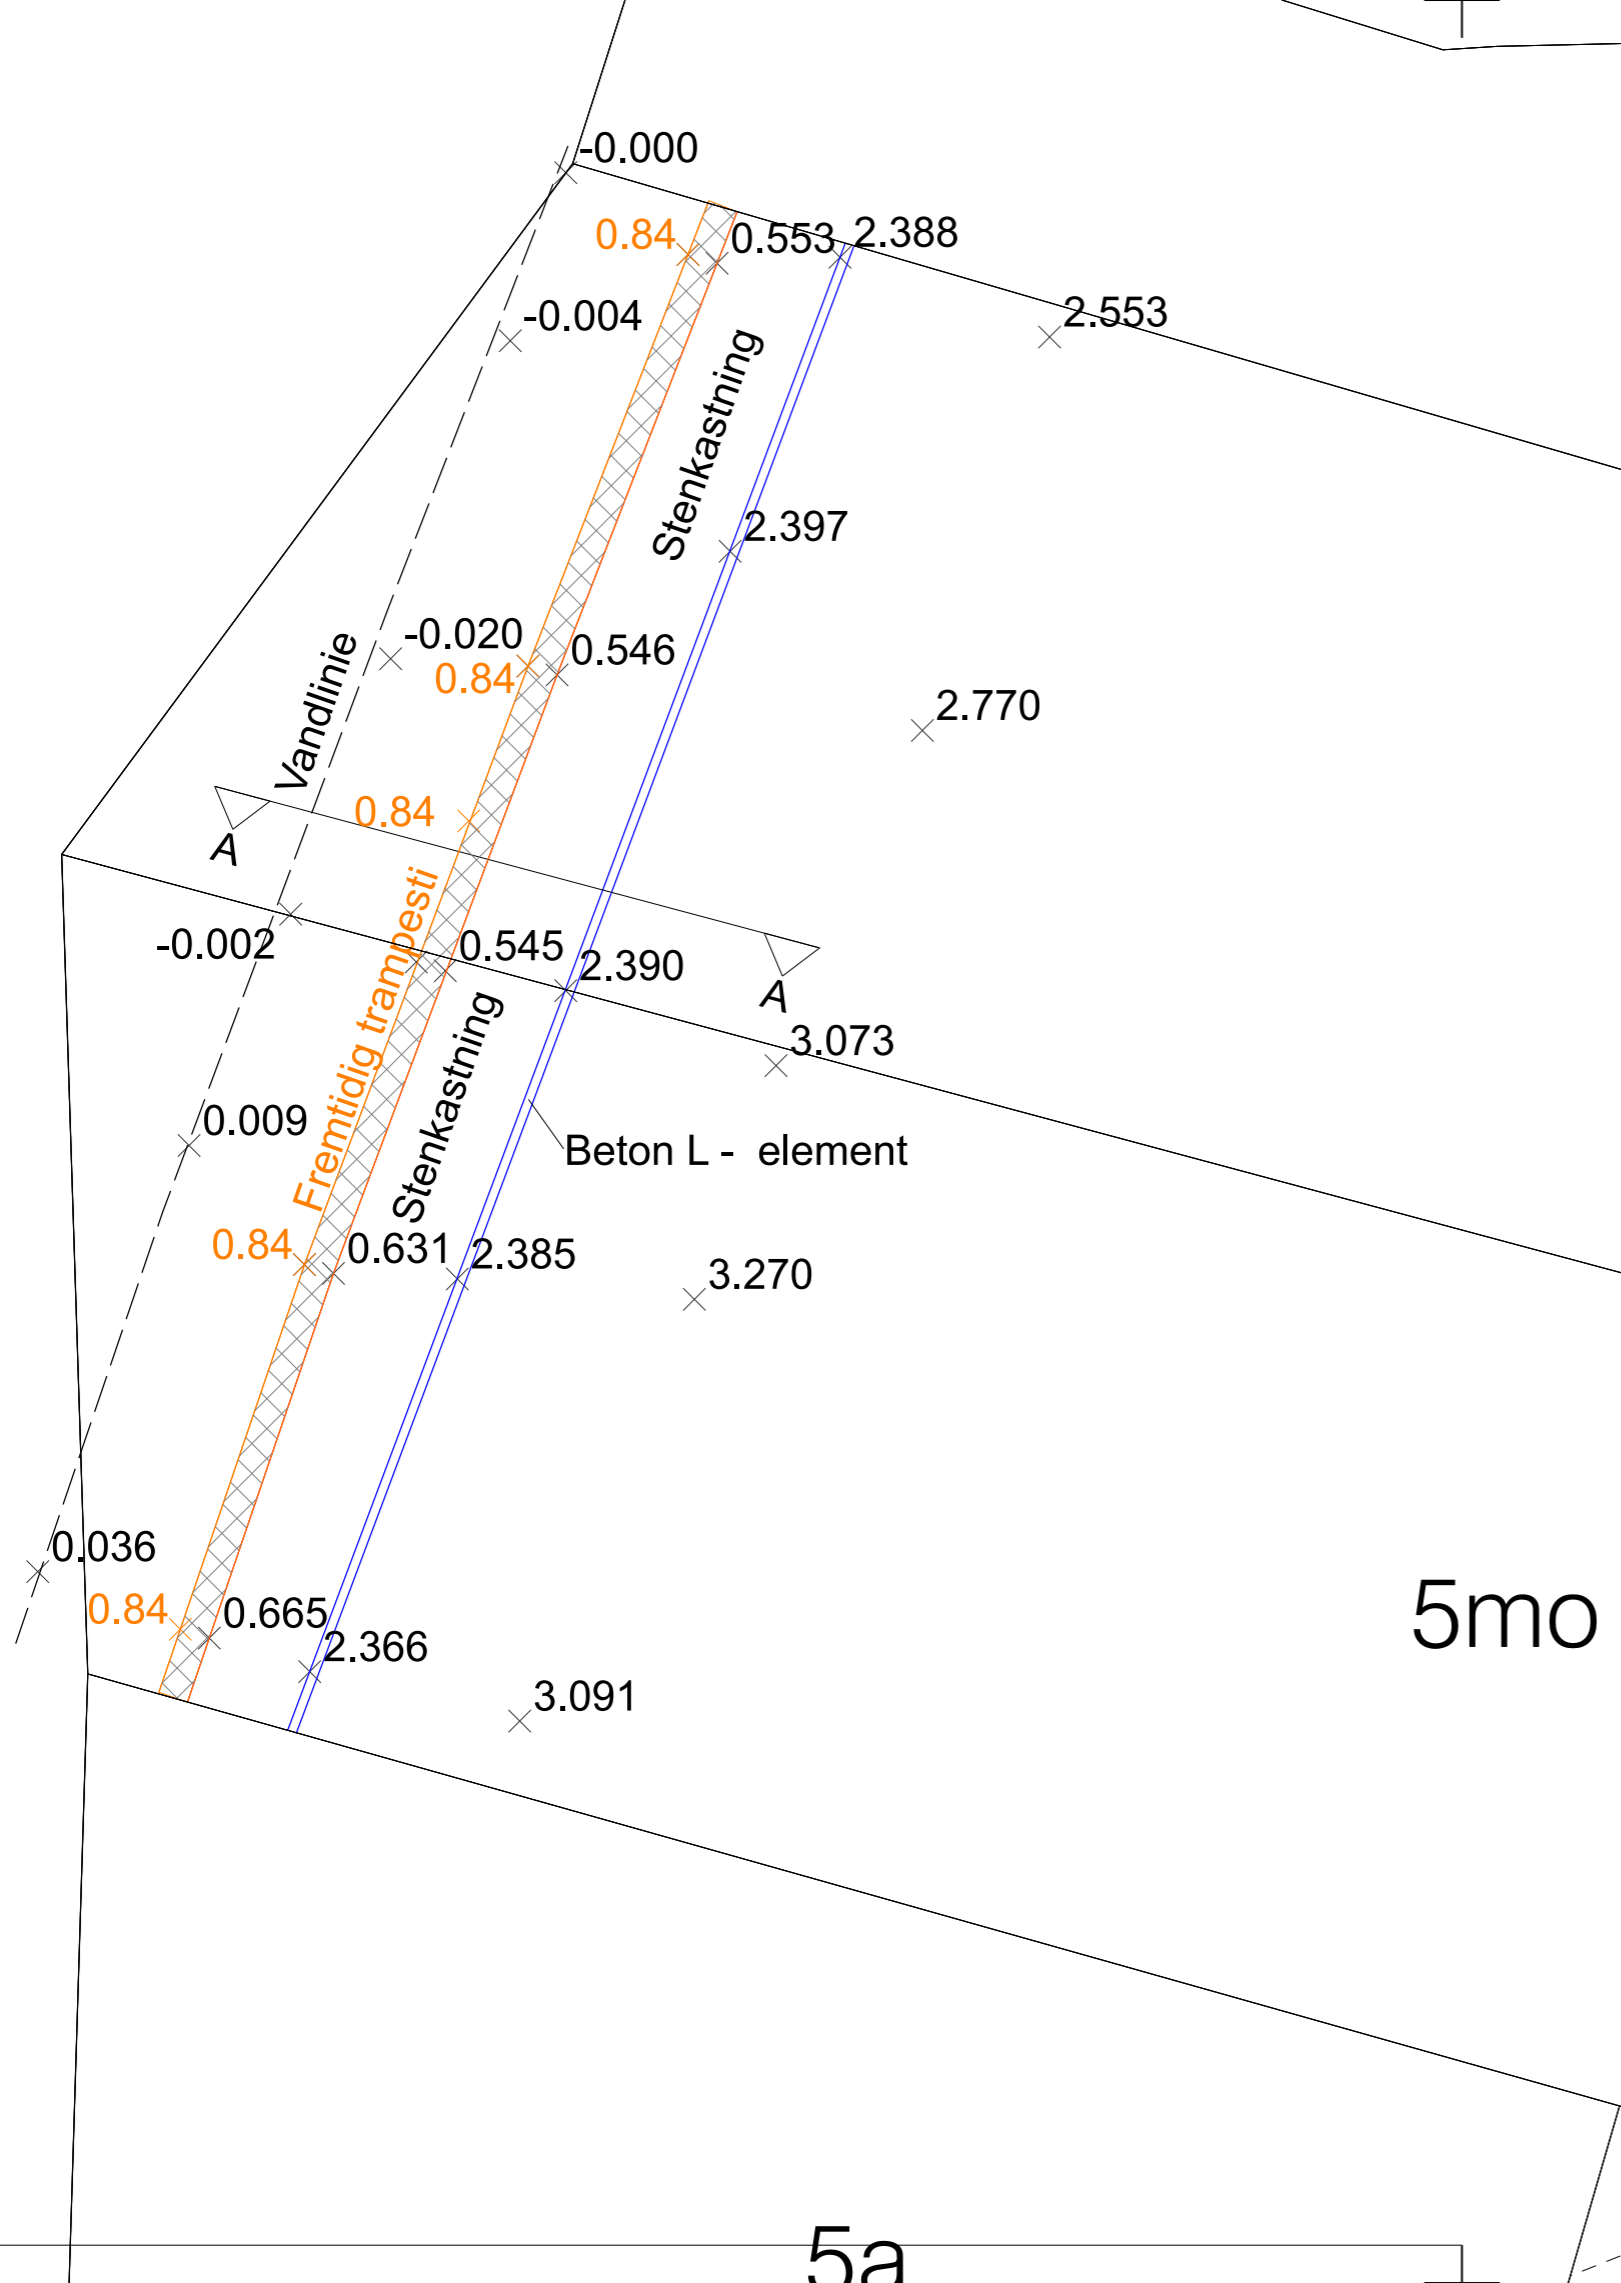 -0.000
0.84
0.553
2.388
-0.004
2.553
Stenkastning
2.397
-0.020
0.546
0.84
2.770
Vandlinie
0.84
A
-0.002
0.545
2.390
A
Fremtidig trampesti
Stenkastning
3.073
0.009
Beton L - element
0.84
0.631
2.385
3.270
0.036
0.84
0.665
2.366
5mo
3.091
5a